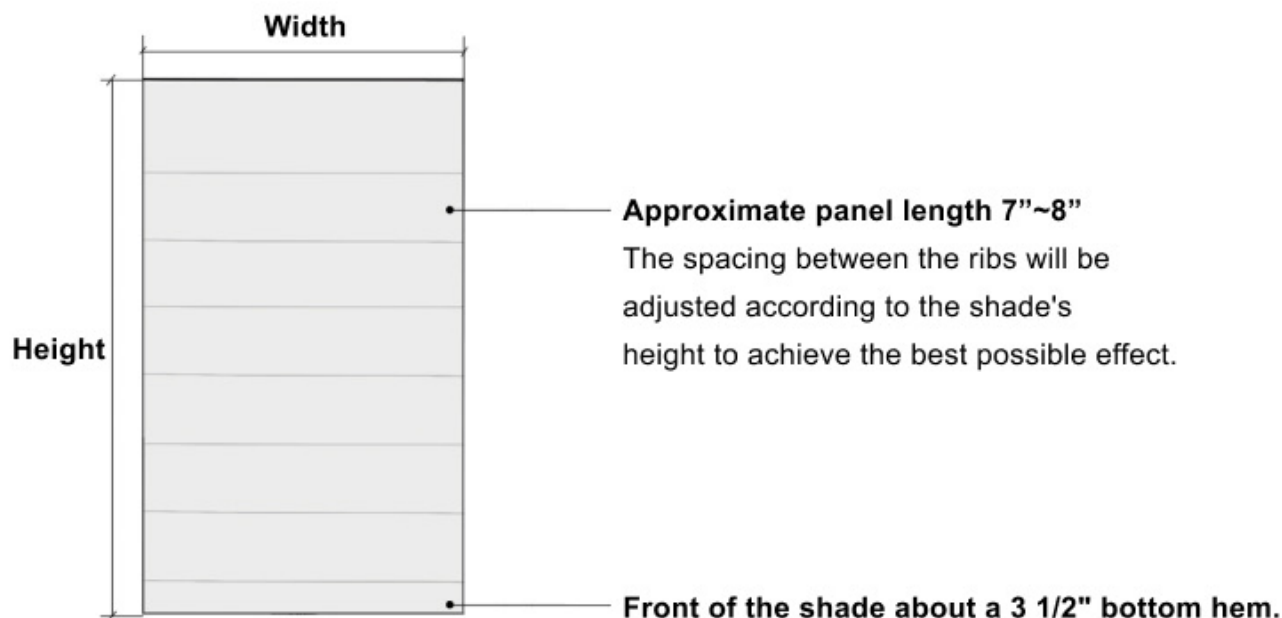 Width
Approximate panel length 7”~8”
The spacing between the ribs will be
adjusted according to the shade's
height to achieve the best possible effect.
Height
Front of the shade about a 3 1/2" bottom hem.